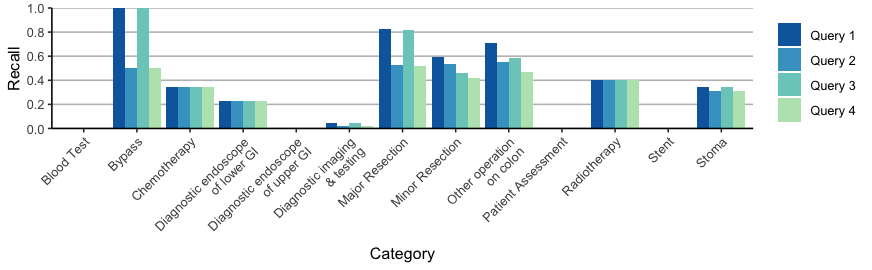 Recall
1.0
0.8
0.6
0.4
0.2
0.0
Blood Test
Bypass
Chemotherapy
Diagnostic endoscope
of lower GI
Diagnostic endoscope
of upper GI
Diagnostic imaging
& testing
Major Resection
Minor Resection
Other operation
on colon
Patient Assessment
Radiotherapy
Stent
Stoma
Category
Query 1
Query 2
Query 3
Query 4